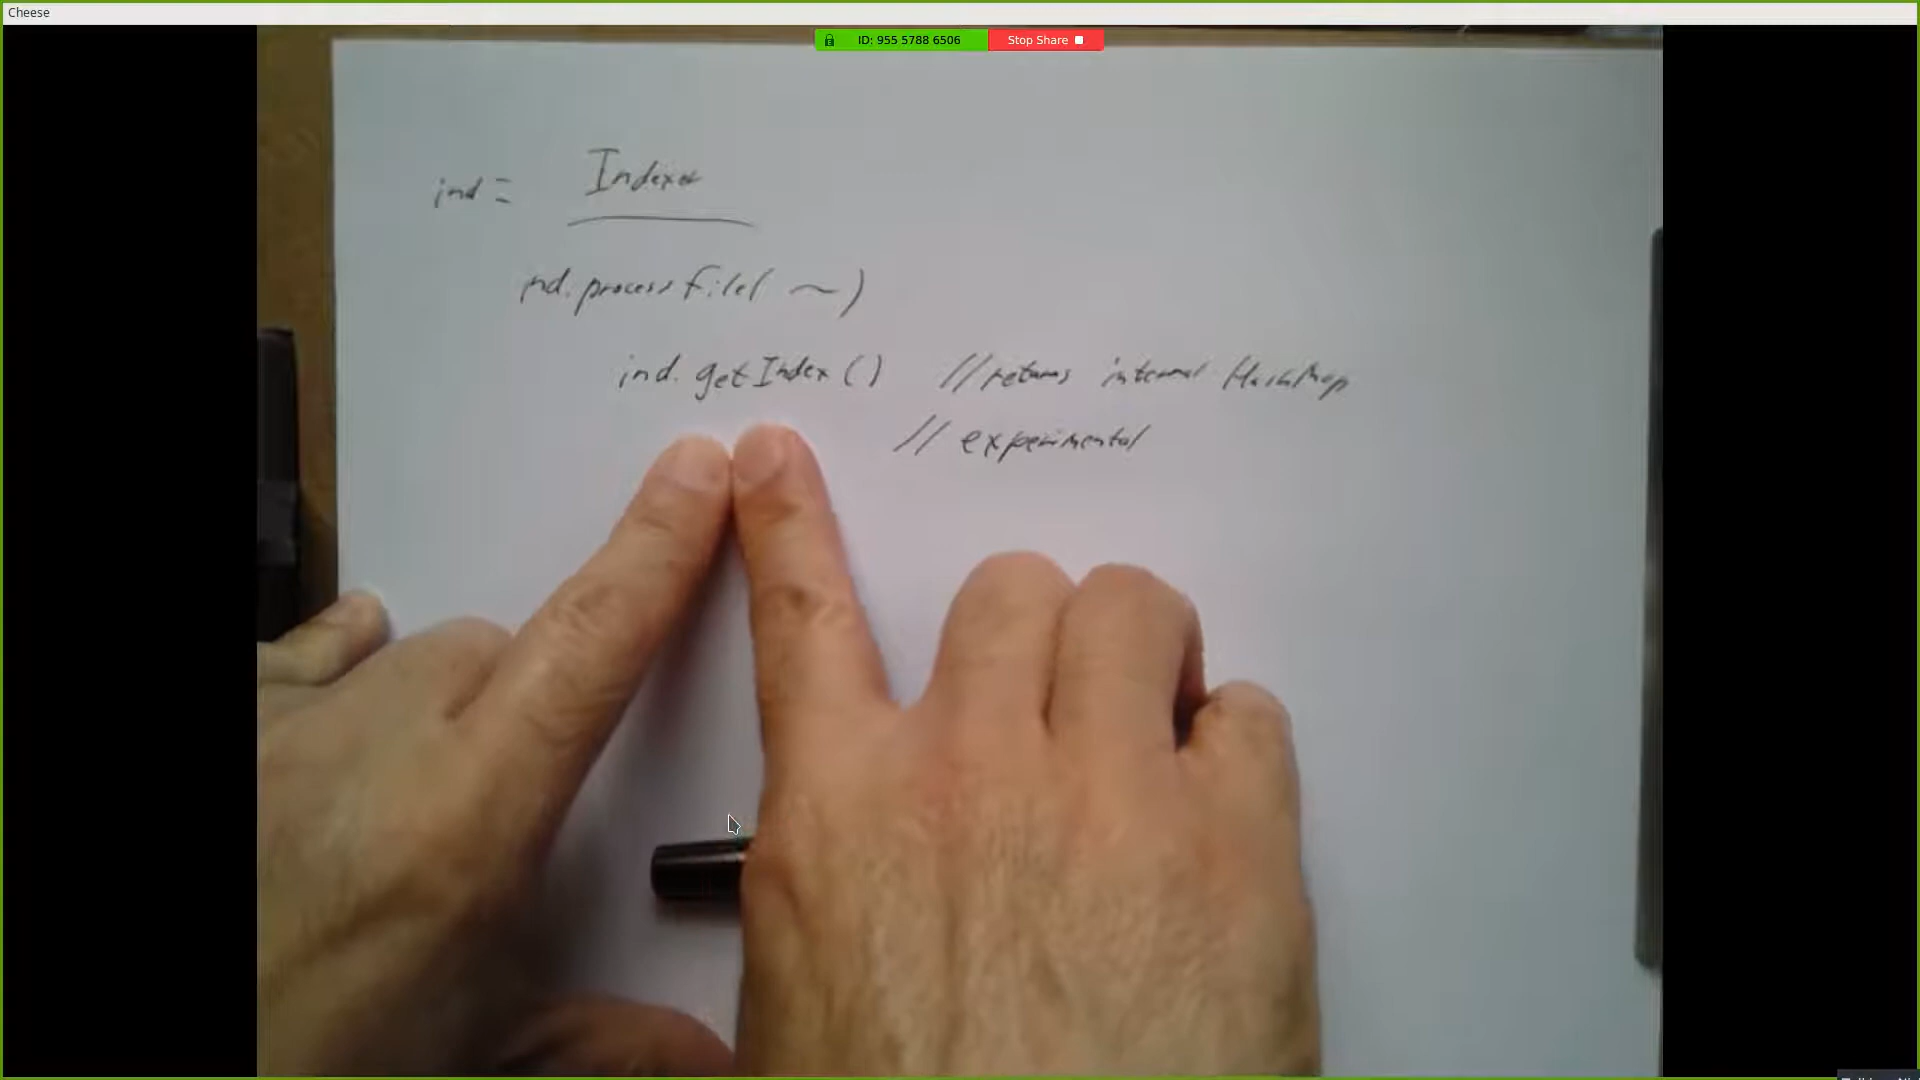 Cheese
ID: 955 5788 6506 Stop Share
ind = Indexer
ind.processFile( ~ )
ind.getIndex() //returns internal HashMap
// experimental